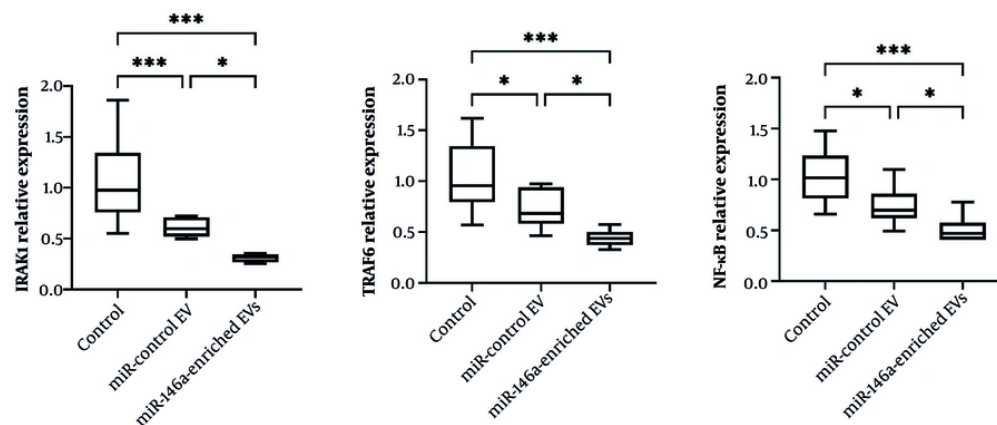 ***
***
*
IRAK1 relative expression
2.0
1.5
1.0
0.5
0.0
Control
miR-control EV
miR-146a-enriched EVs
***
*
*
TRAF6 relative expression
2.0
1.5
1.0
0.5
0.0
Control
miR-control EV
miR-146a-enriched EVs
***
*
*
NF-κB relative expression
2.0
1.5
1.0
0.5
0.0
Control
miR-control EV
miR-146a-enriched EVs